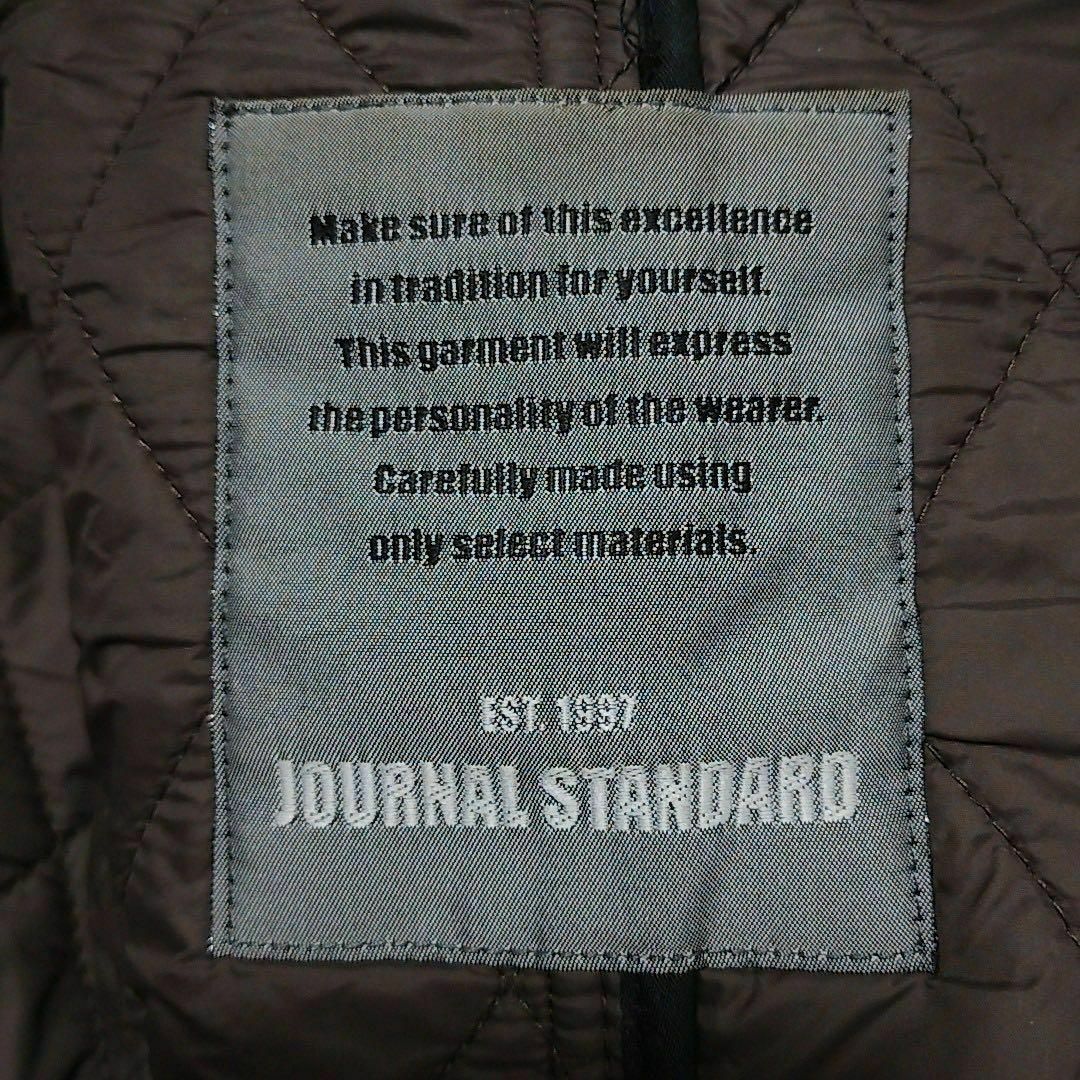 Make sure of this excellence
in tradition for yourself.
This garment will express
the personality of the wearer.
Carefully made using
only select materials.
EST. 1997
JOURNAL STANDARD